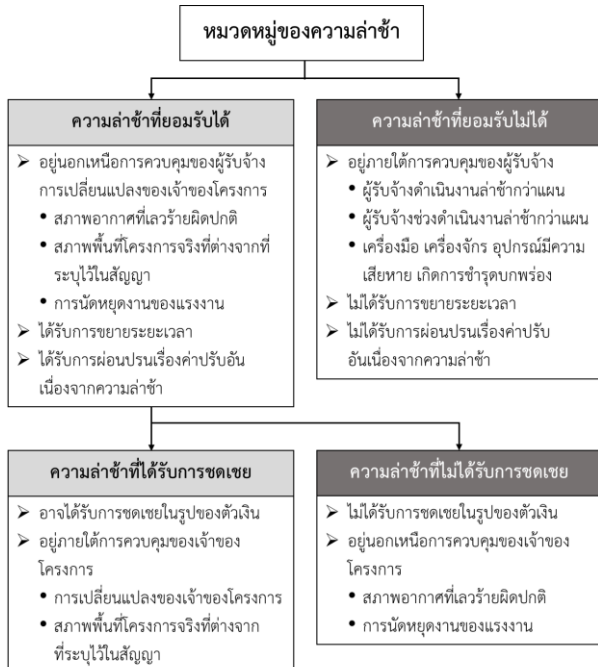 หมวดหมู่ของความล่าช้า
ความล่าช้าที่ยอมรับได้
➢ อยู่นอกเหนือการควบคุมของผู้รับจ้าง
การเปลี่ยนแปลงของเจ้าของโครงการ
• สภาพอากาศที่เลวร้ายผิดปกติ
• สภาพพื้นที่โครงการจริงที่ต่างจากที่
ระบุไว้ในสัญญา
• การนัดหยุดงานของแรงงาน
➢ ได้รับการขยายระยะเวลา
➢ ได้รับการผ่อนปรนเรื่องค่าปรับอัน
เนื่องจากความล่าช้า
ความล่าช้าที่ยอมรับไม่ได้
➢ อยู่ภายใต้การควบคุมของผู้รับจ้าง
• ผู้รับจ้างดำเนินงานล่าช้ากว่าแผน
• ผู้รับจ้างช่วงดำเนินงานล่าช้ากว่าแผน
• เครื่องมือ เครื่องจักร อุปกรณ์มีความ
เสียหาย เกิดการชำรุดบกพร่อง
➢ ไม่ได้รับการขยายระยะเวลา
➢ ไม่ได้รับการผ่อนปรนเรื่องค่าปรับ
อันเนื่องจากความล่าช้า
ความล่าช้าที่ได้รับการชดเชย
➢ อาจได้รับการชดเชยในรูปของตัวเงิน
➢ อยู่ภายใต้การควบคุมของเจ้าของ
โครงการ
• การเปลี่ยนแปลงของเจ้าของโครงการ
• สภาพพื้นที่โครงการจริงที่ต่างจาก
ที่ระบุไว้ในสัญญา
ความล่าช้าที่ไม่ได้รับการชดเชย
➢ ไม่ได้รับการชดเชยในรูปของตัวเงิน
➢ อยู่นอกเหนือการควบคุมของเจ้าของ
โครงการ
• สภาพอากาศที่เลวร้ายผิดปกติ
• การนัดหยุดงานของแรงงาน